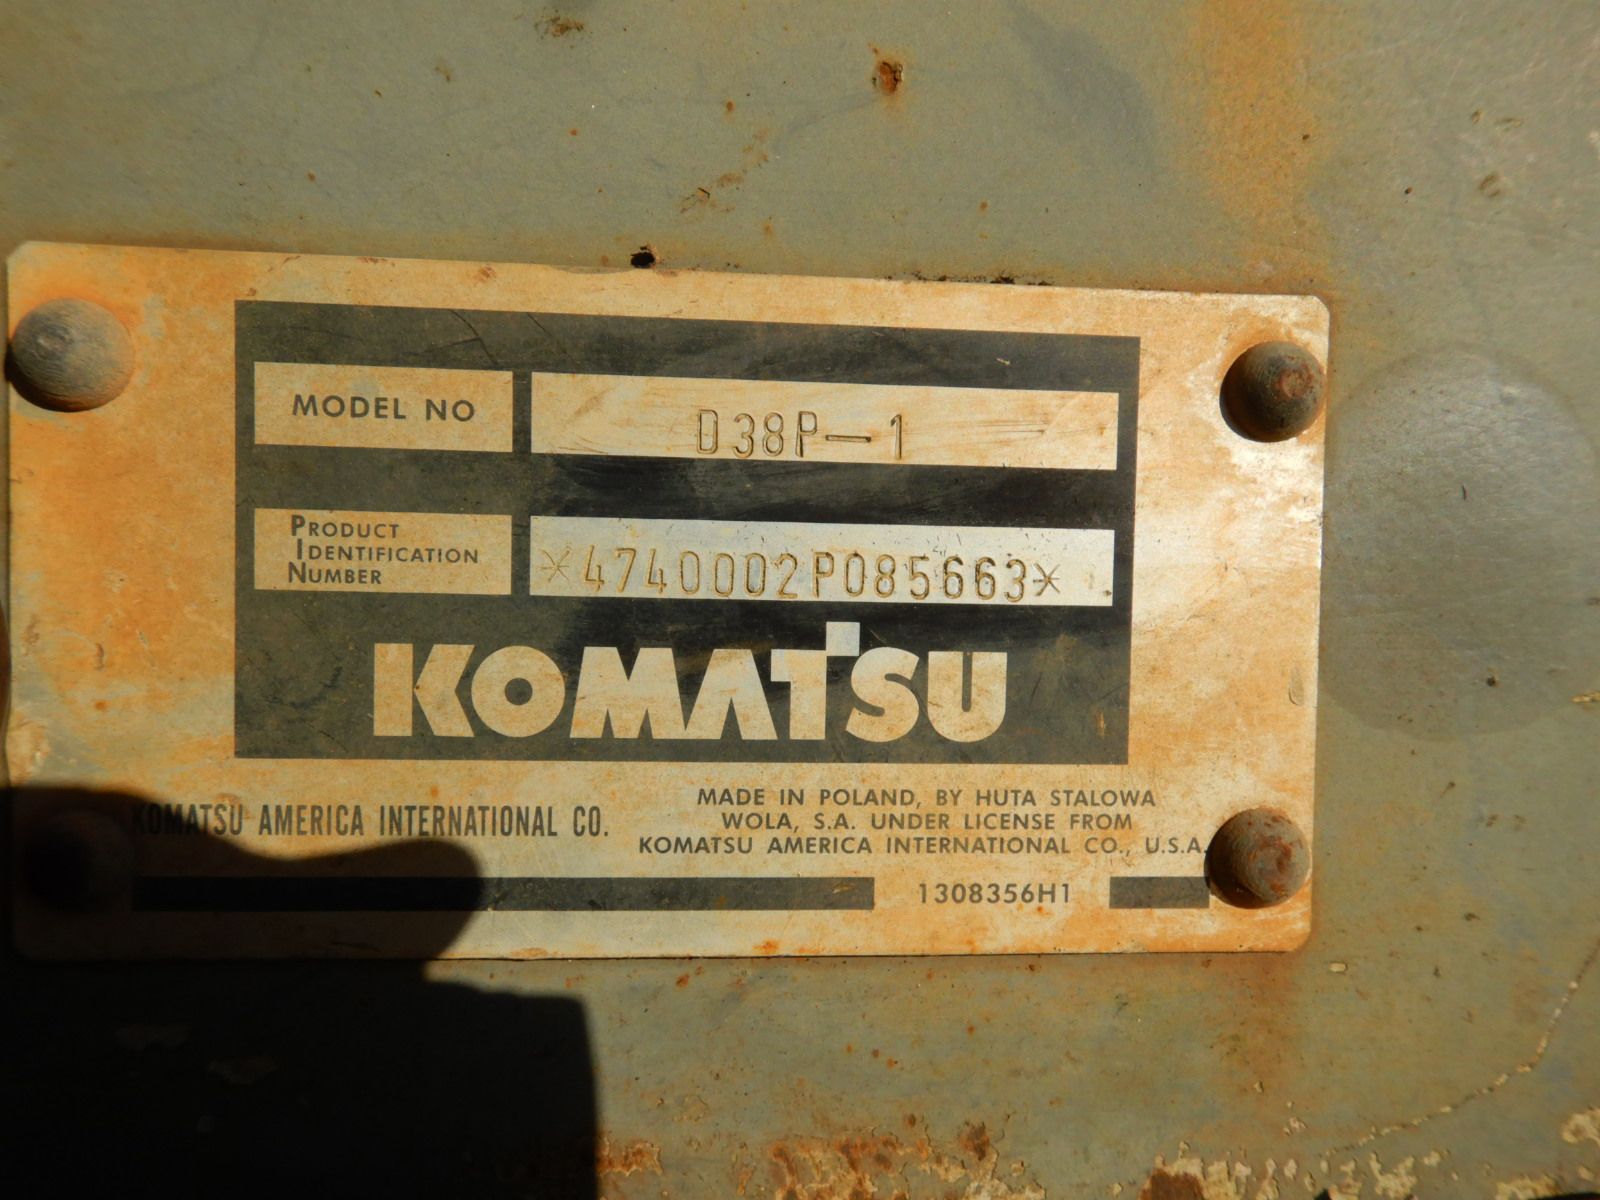 MODEL NO
D38P-1
PRODUCT
IDENTIFICATION
NUMBER
*4740002P085663*
KOMATSU
KOMATSU AMERICA INTERNATIONAL CO.
MADE IN POLAND, BY HUTA STALOWA
WOLA, S.A. UNDER LICENSE FROM
KOMATSU AMERICA INTERNATIONAL CO., U.S.A.
1308356H1